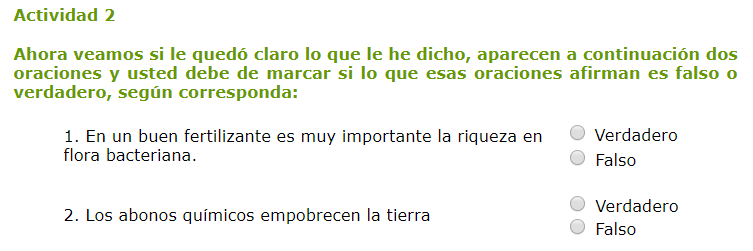 Actividad 2
Ahora veamos si le quedó claro lo que le he dicho, aparecen a continuación dos
oraciones y usted debe de marcar si lo que esas oraciones afirman es falso o
verdadero, según corresponda:
1. En un buen fertilizante es muy importante la riqueza en
flora bacteriana.
Verdadero
Falso
2. Los abonos químicos empobrecen la tierra
Verdadero
Falso